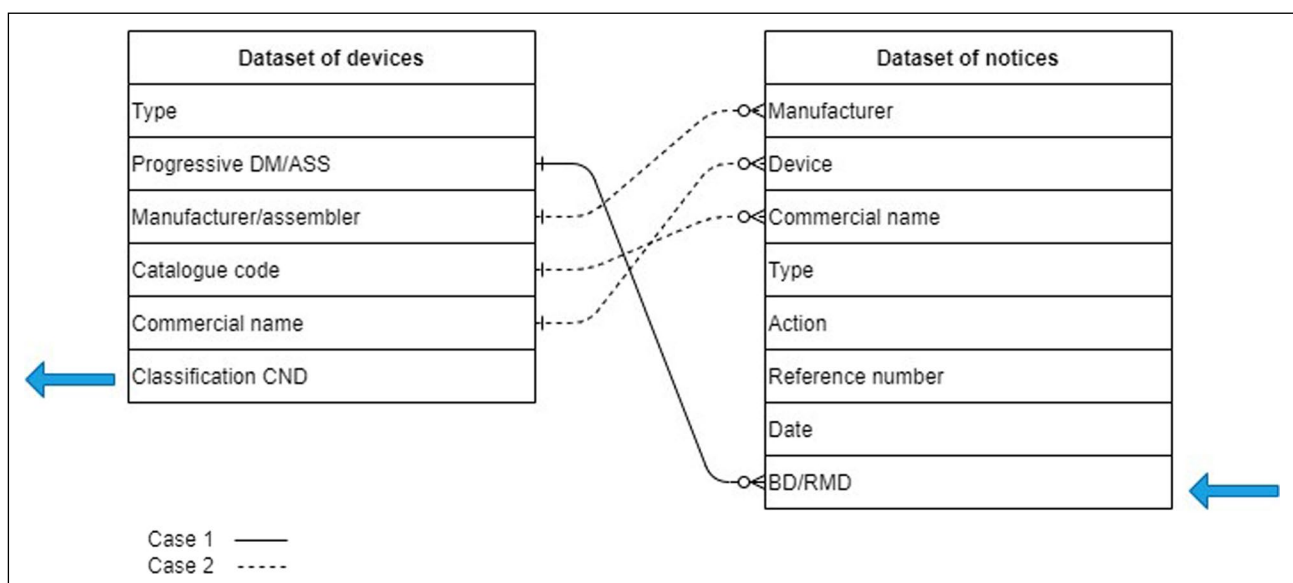 Dataset of devices
Type
Progressive DM/ASS
Manufacturer/assembler
Catalogue code
Commercial name
Classification CND
Dataset of notices
Manufacturer
Device
Commercial name
Type
Action
Reference number
Date
BD/RMD
Case 1
Case 2